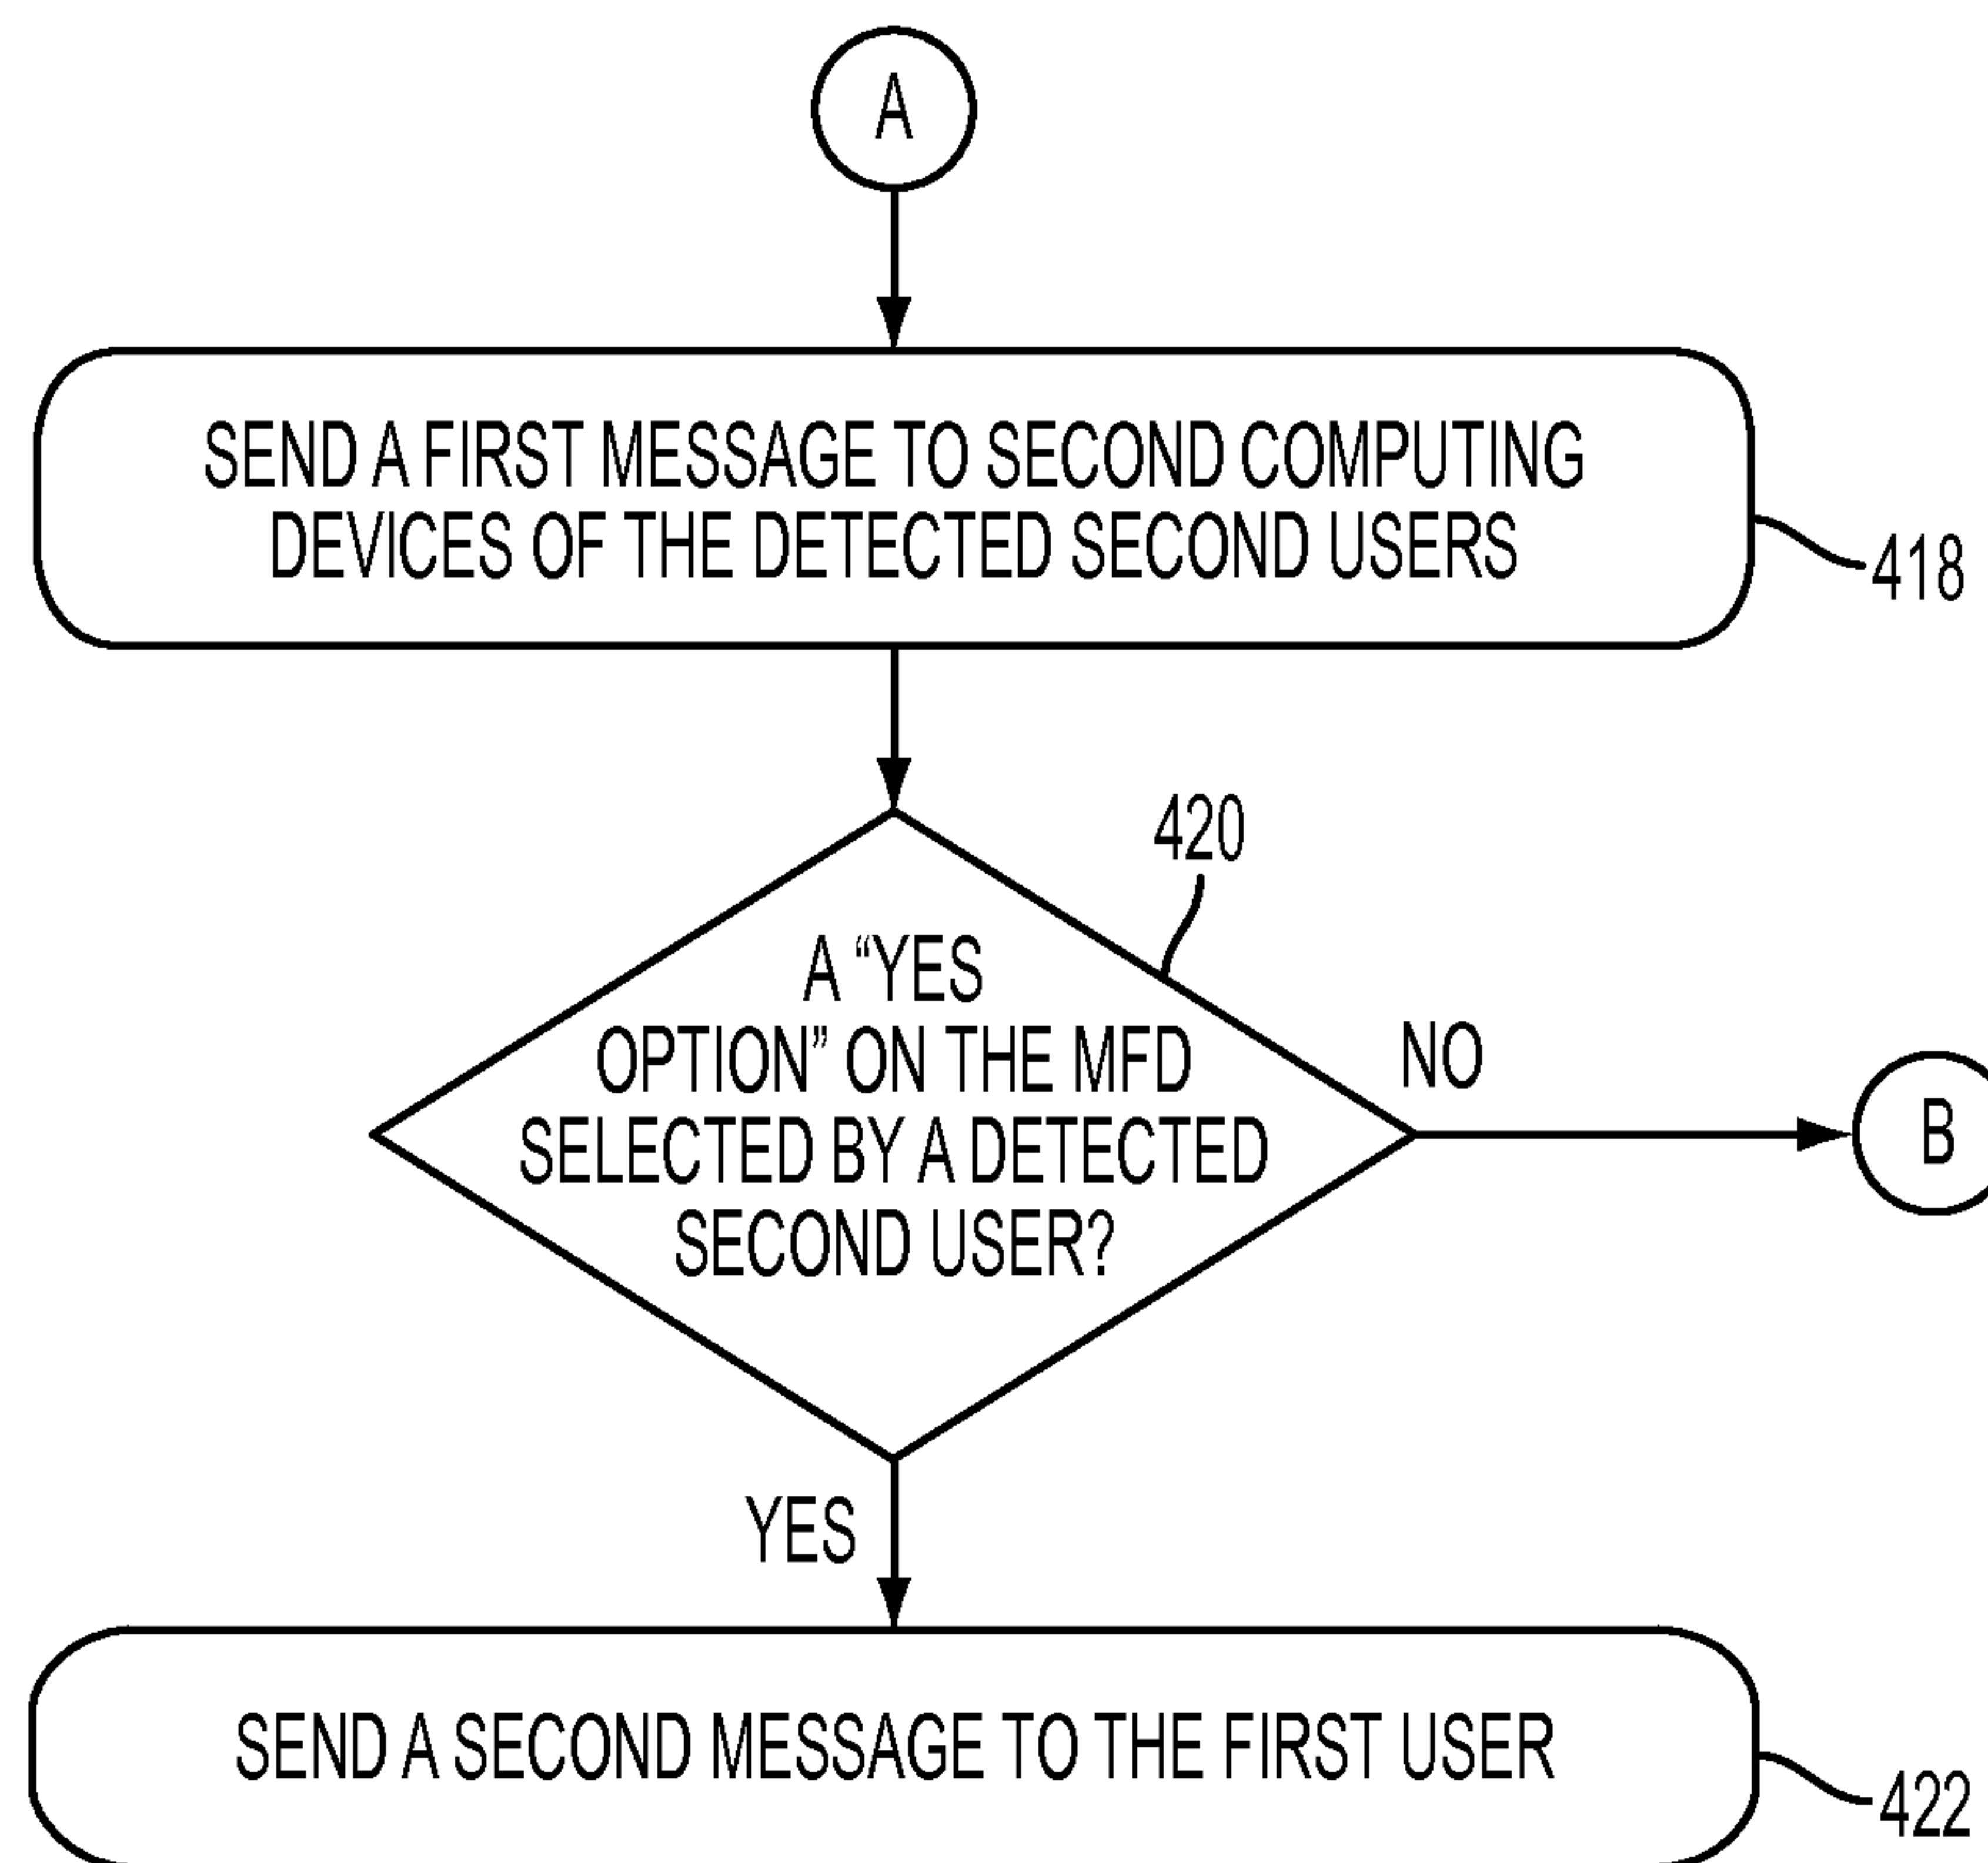 A
SEND A FIRST MESSAGE TO SECOND COMPUTING
DEVICES OF THE DETECTED SECOND USERS
418
420
A “YES
OPTION” ON THE MFD
SELECTED BY A DETECTED
SECOND USER?
NO
B
YES
SEND A SECOND MESSAGE TO THE FIRST USER
422